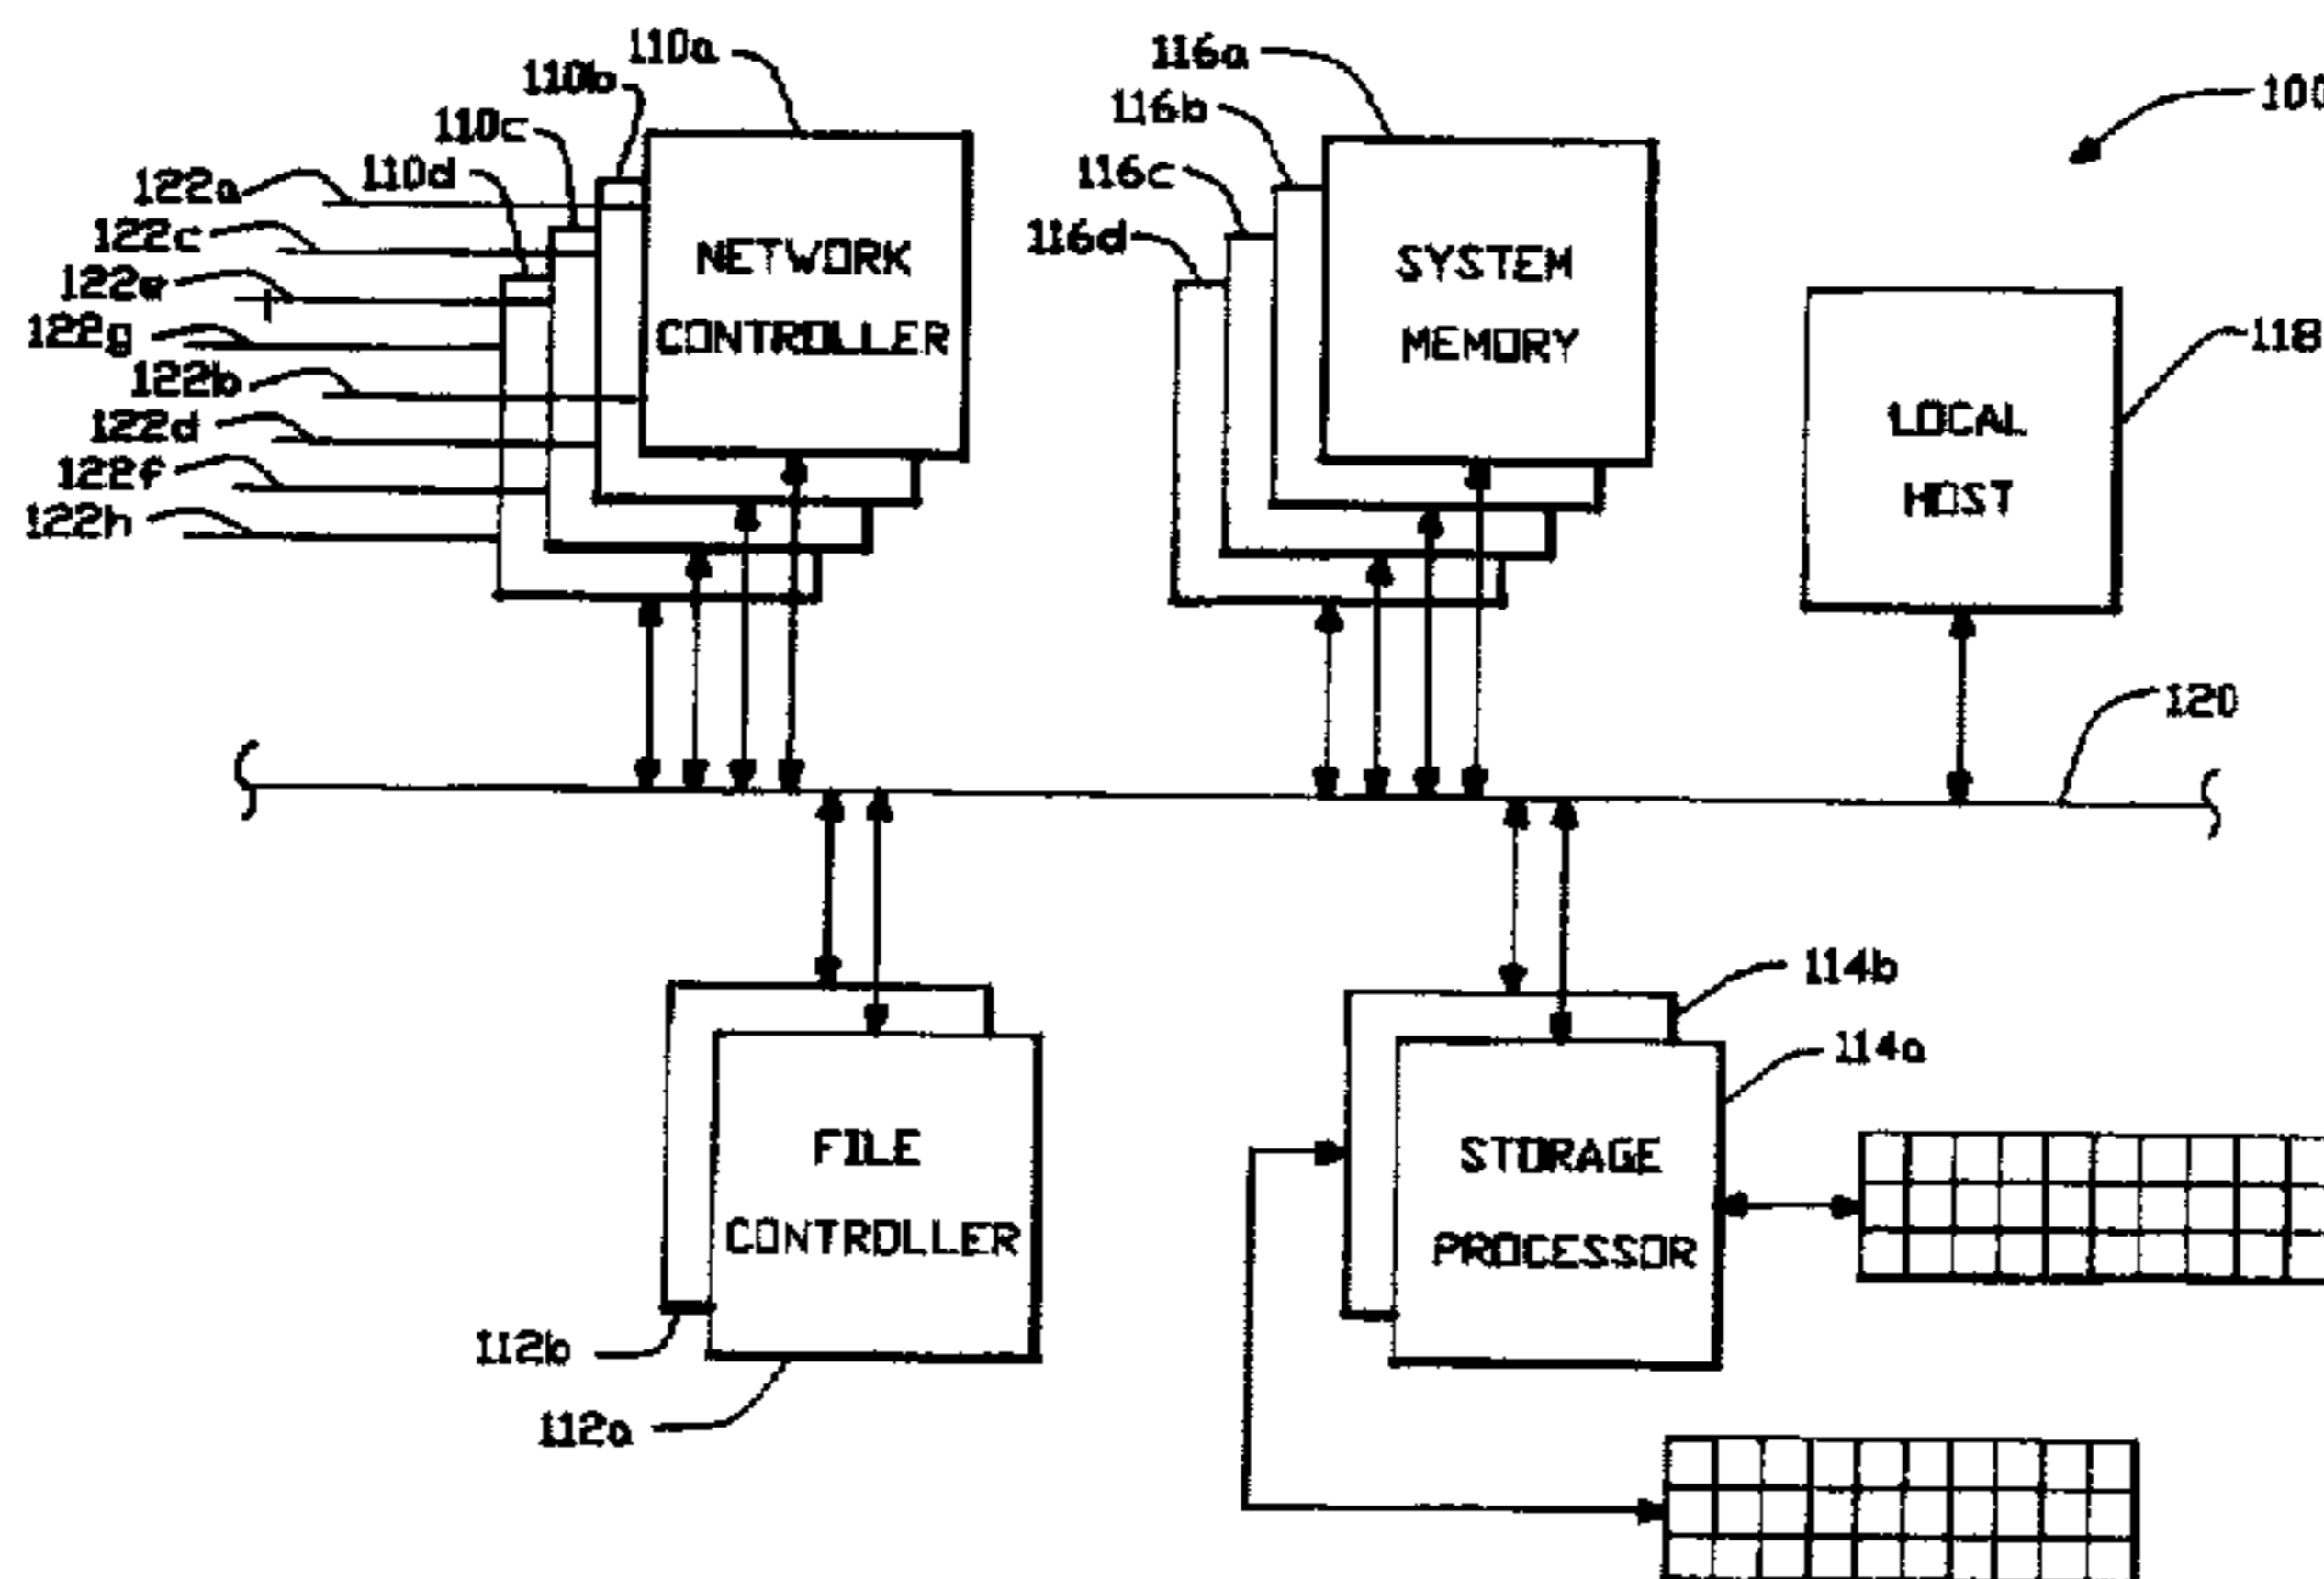 110a
110b
110c
110d
122a
122c
122e
122g
122b
122d
122f
122h
NETWORK
CONTROLLER
116a
116b
116c
116d
SYSTEM
MEMORY
100
LOCAL
HOST
118
120
FILE
CONTROLLER
112b
112a
114b
114a
STORAGE
PROCESSOR